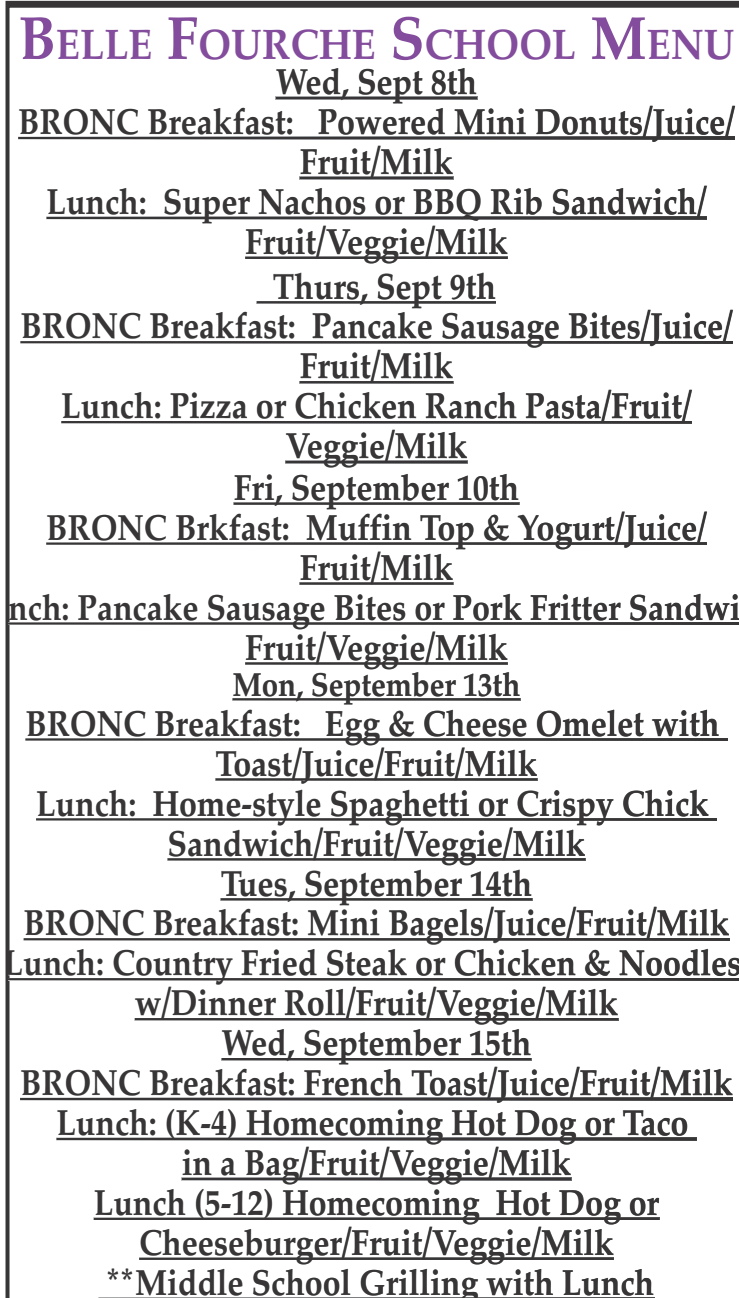 Belle Fourche School Menu
Wed, Sept 8th
BRONC Breakfast: Powered Mini Donuts/Juice/
Fruit/Milk
Lunch: Super Nachos or BBQ Rib Sandwich/
Fruit/Veggie/Milk
Thurs, Sept 9th
BRONC Breakfast: Pancake Sausage Bites/Juice/
Fruit/Milk
Lunch: Pizza or Chicken Ranch Pasta/Fruit/
Veggie/Milk
Fri, September 10th
BRONC Brkfast: Muffin Top & Yogurt/Juice/
Fruit/Milk
nch: Pancake Sausage Bites or Pork Fritter Sandwi
Fruit/Veggie/Milk
Mon, September 13th
BRONC Breakfast: Egg & Cheese Omelet with
Toast/Juice/Fruit/Milk
Lunch: Home-style Spaghetti or Crispy Chick
Sandwich/Fruit/Veggie/Milk
Tues, September 14th
BRONC Breakfast: Mini Bagels/Juice/Fruit/Milk
Lunch: Country Fried Steak or Chicken & Noodles
w/Dinner Roll/Fruit/Veggie/Milk
Wed, September 15th
BRONC Breakfast: French Toast/Juice/Fruit/Milk
Lunch: (K-4) Homecoming Hot Dog or Taco
in a Bag/Fruit/Veggie/Milk
Lunch (5-12) Homecoming Hot Dog or
Cheeseburger/Fruit/Veggie/Milk
**Middle School Grilling with Lunch